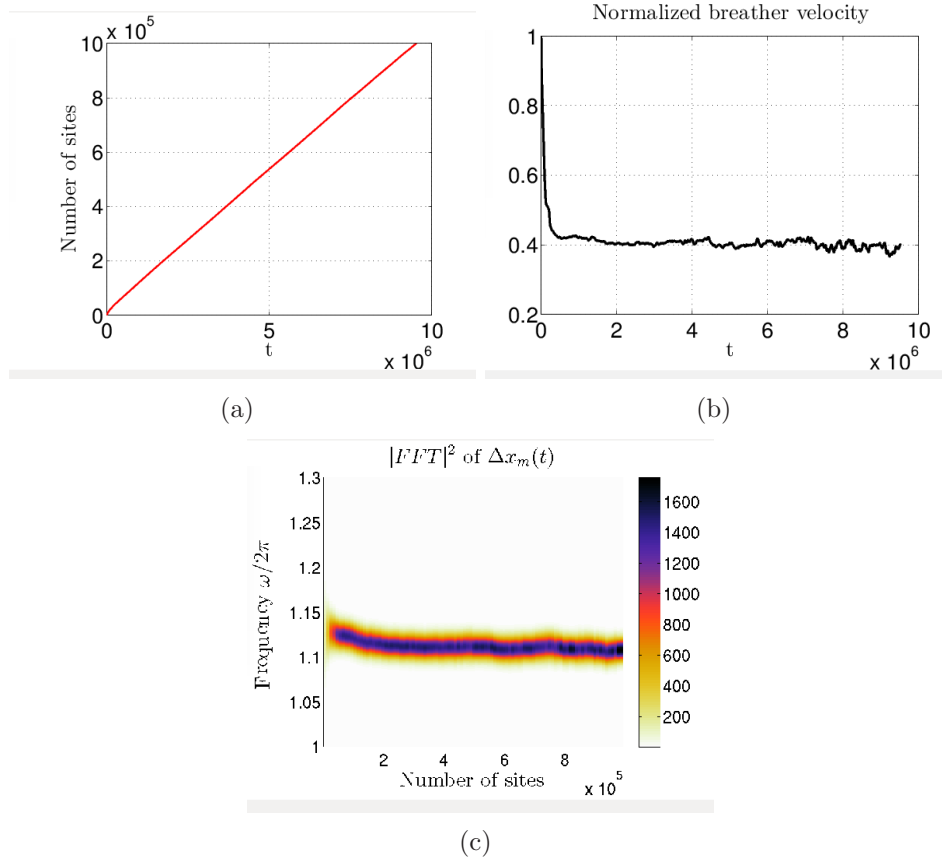 x 10^5
10
8
6
4
2
0
Number of sites
0
5
10
t
x 10^6
(a)
Normalized breather velocity
1
0.8
0.6
0.4
0.2
0
2
4
6
8
10
t
x 10^6
(b)
|FFT|^2 of Δx_m(t)
1.3
1.25
1.2
1.15
1.1
1.05
1
Frequency ω/2π
2
4
6
8
Number of sites
x 10^5
1600
1400
1200
1000
800
600
400
200
(c)